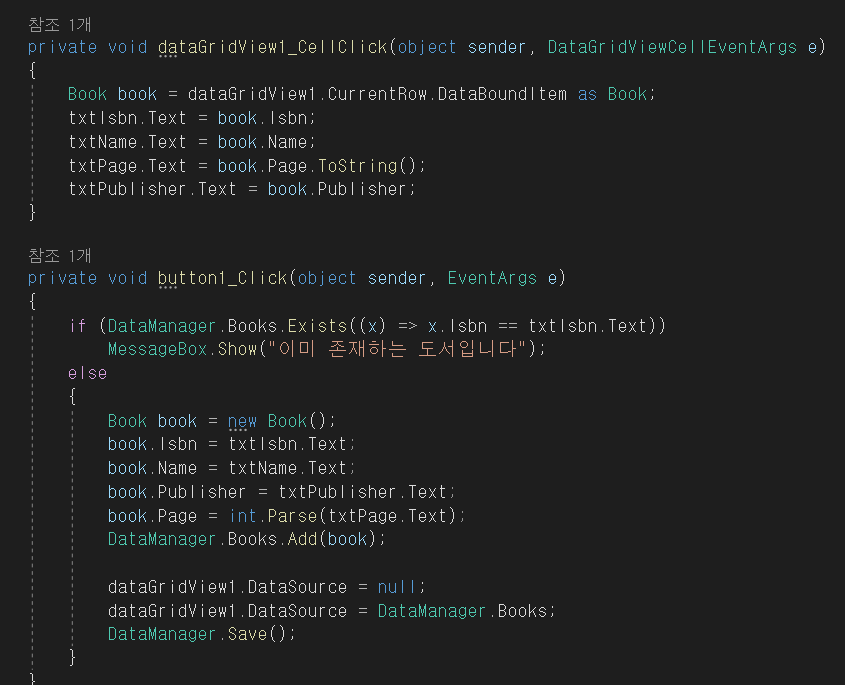 참조 1개
private void dataGridView1_CellClick(object sender, DataGridViewCellEventArgs e)
{
Book book = dataGridView1.CurrentRow.DataBoundItem as Book;
txtIsbn.Text = book.Isbn;
txtName.Text = book.Name;
txtPage.Text = book.Page.ToString();
txtPublisher.Text = book.Publisher;
}
참조 1개
private void button1_Click(object sender, EventArgs e)
{
if (DataManager.Books.Exists((x) => x.Isbn == txtIsbn.Text))
MessageBox.Show("이미 존재하는 도서입니다");
else
{
Book book = new Book();
book.Isbn = txtIsbn.Text;
book.Name = txtName.Text;
book.Publisher = txtPublisher.Text;
book.Page = int.Parse(txtPage.Text);
DataManager.Books.Add(book);
dataGridView1.DataSource = null;
dataGridView1.DataSource = DataManager.Books;
DataManager.Save();
}
}